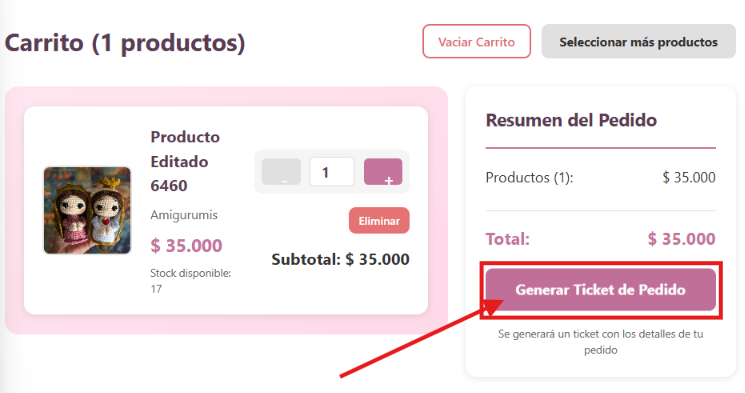 Carrito (1 productos)
Vaciar Carrito
Seleccionar más productos
Producto
Editado
6460
Amigurumis
$ 35.000
Stock disponible:
17
-
1
+
Eliminar
Subtotal: $ 35.000
Resumen del Pedido
Productos (1): $ 35.000
Total: $ 35.000
Generar Ticket de Pedido
Se generará un ticket con los detalles de tu
pedido